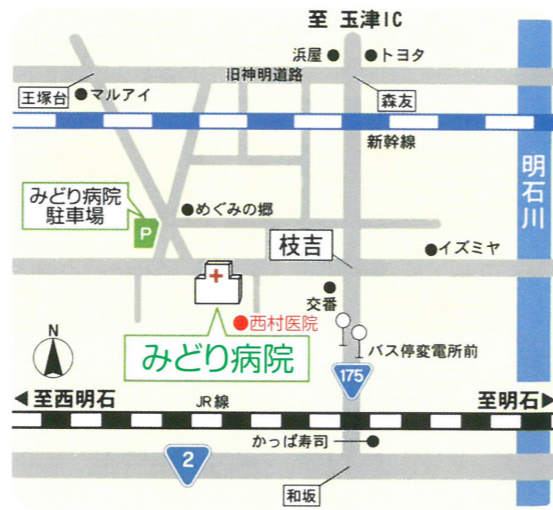 至 玉津IC
浜屋
トヨタ
旧神明道路
王塚台
マルアイ
森友
新幹線
明石川
みどり病院
駐車場
P
めぐみの郷
枝吉
イズミヤ
交番
西村医院
みどり病院
バス停変電所前
N
175
至西明石
JR線
至明石
かっぱ寿司
2
和坂